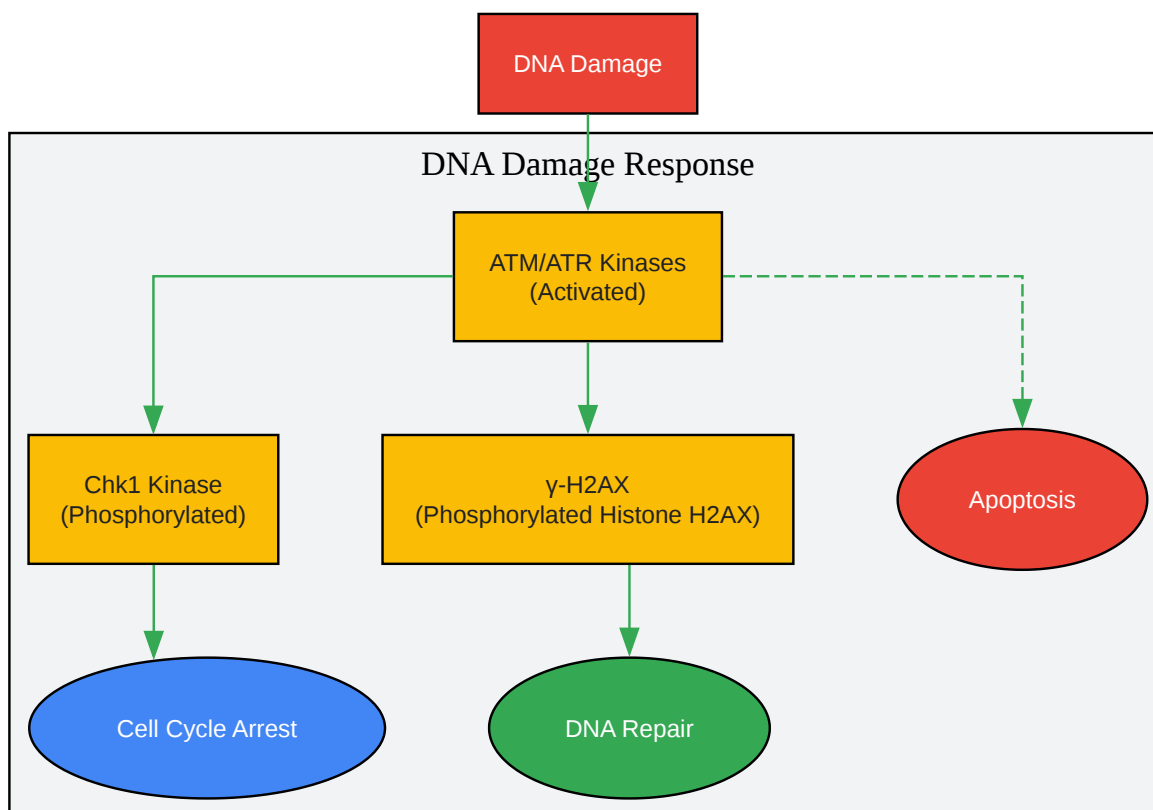 DNA Damage
DNA Damage Response
ATM/ATR Kinases
(Activated)
Chk1 Kinase
(Phosphorylated)
γ-H2AX
(Phosphorylated Histone H2AX)
Apoptosis
Cell Cycle Arrest
DNA Repair